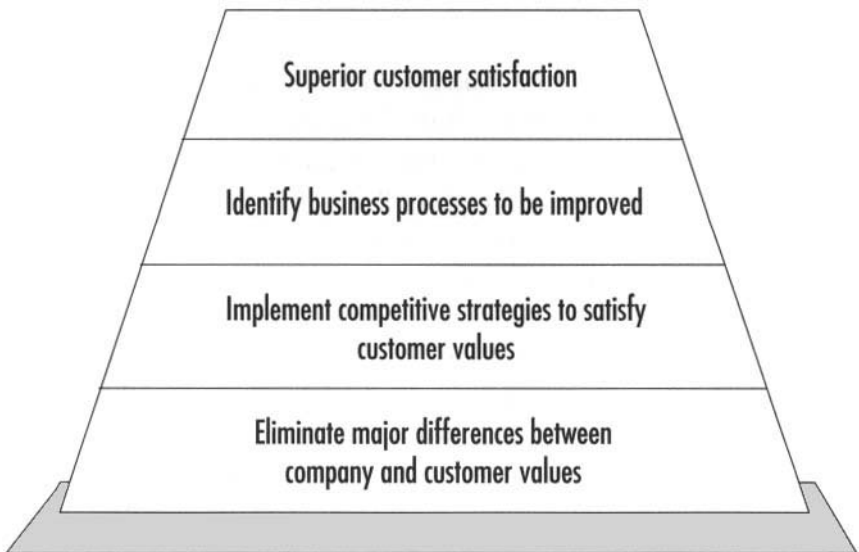 Superior customer satisfaction
Identify business processes to be improved
Implement competitive strategies to satisfy
customer values
Eliminate major differences between
company and customer values